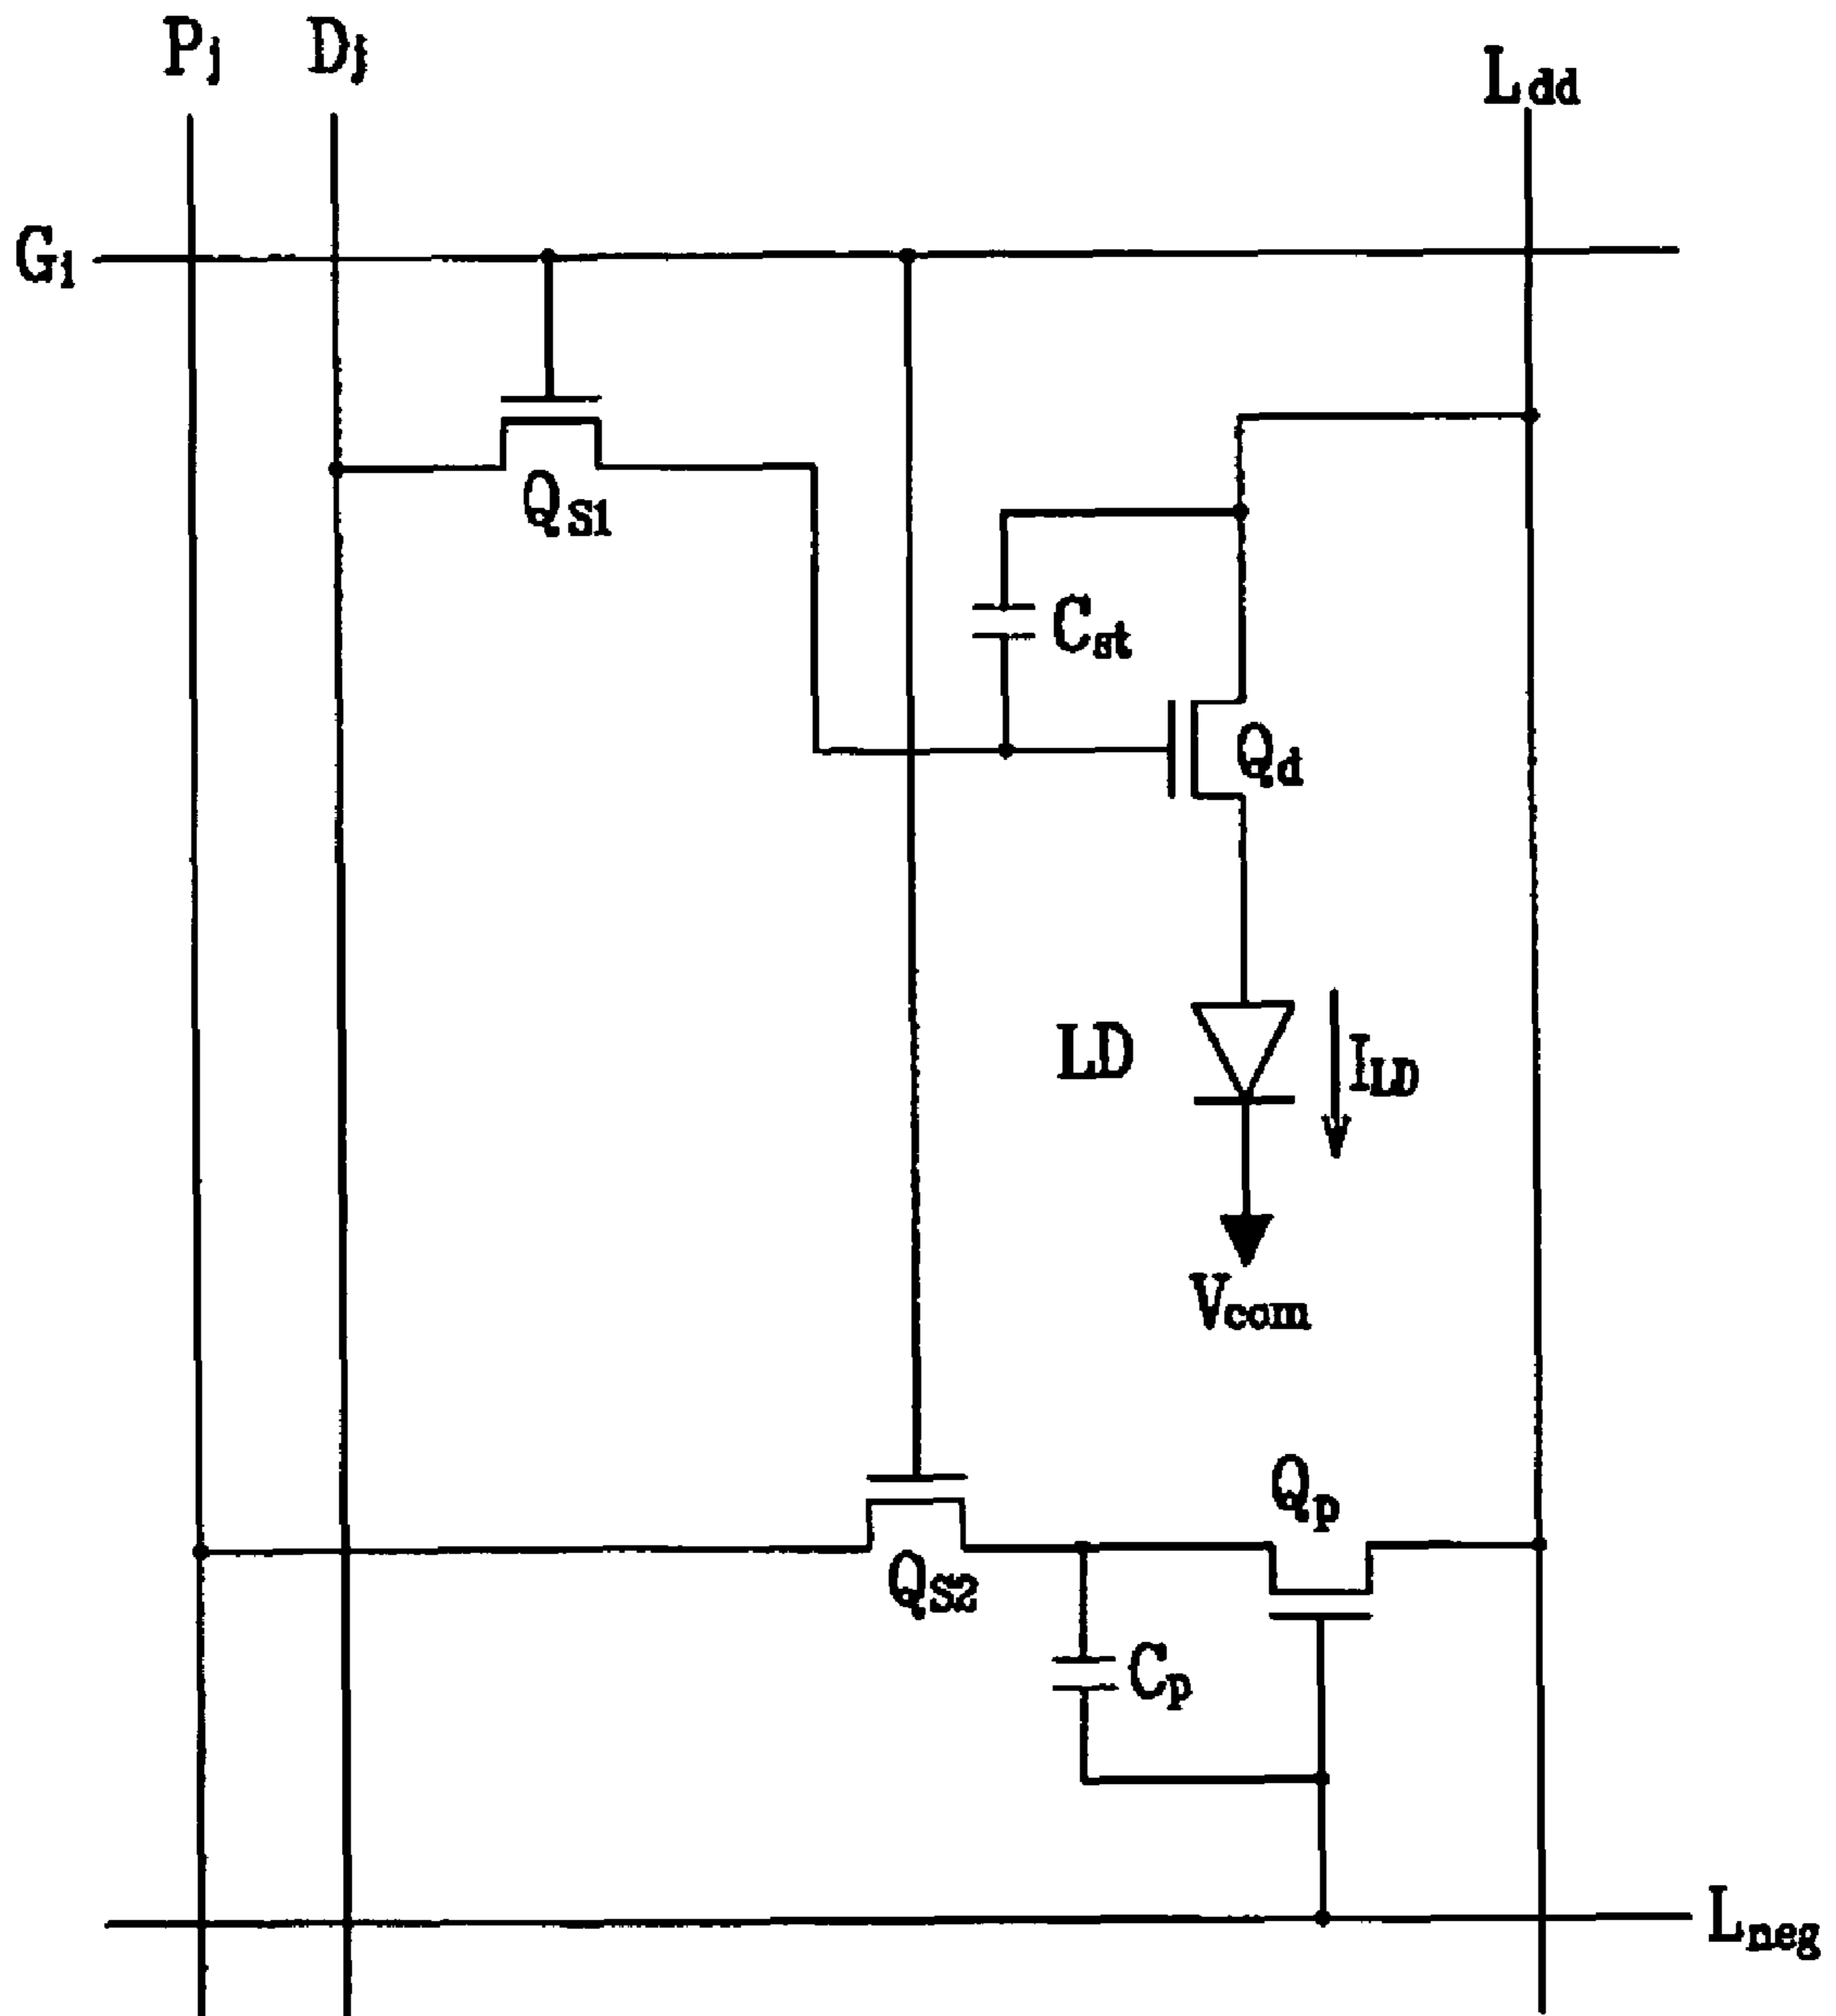 Pj Dj Ldd
Gi
QS1
Cst
Qd
LD
ILD
Vcom
Qp
QS2
Cp
Lneg